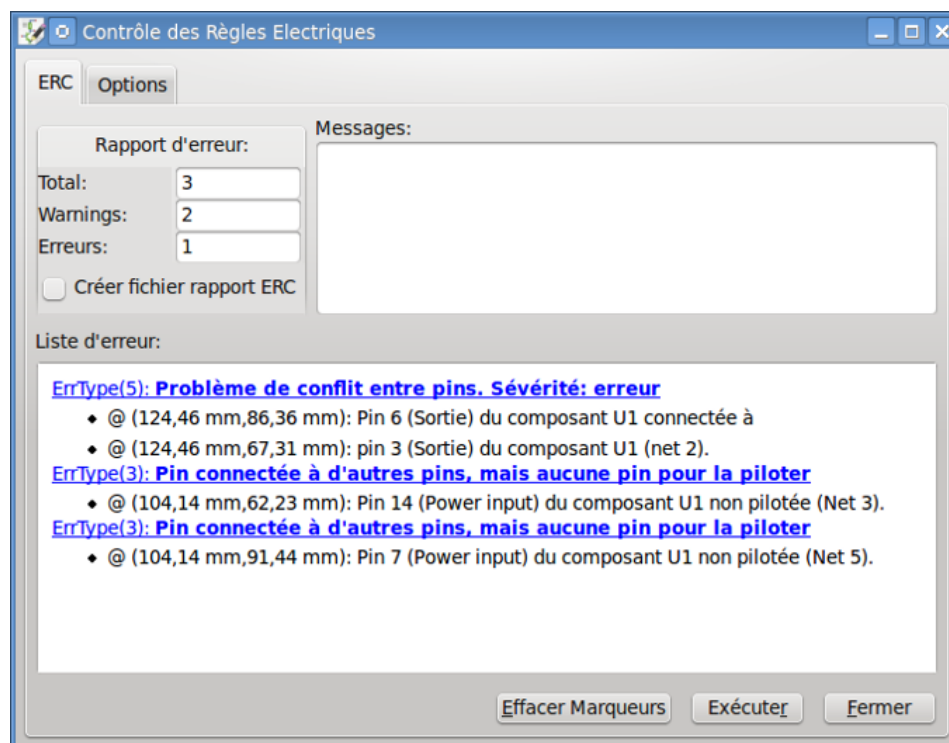 Contrôle des Règles Electriques
ERC
Options
Rapport d'erreur:
Messages:
Total:
3
Warnings:
2
Erreurs:
1
Créer fichier rapport ERC
Liste d'erreur:
ErrType(5): Problème de conflit entre pins. Sévérité: erreur
• @ (124,46 mm,86,36 mm): Pin 6 (Sortie) du composant U1 connectée à
• @ (124,46 mm,67,31 mm): pin 3 (Sortie) du composant U1 (net 2).
ErrType(3): Pin connectée à d'autres pins, mais aucune pin pour la piloter
• @ (104,14 mm,62,23 mm): Pin 14 (Power input) du composant U1 non pilotée (Net 3).
ErrType(3): Pin connectée à d'autres pins, mais aucune pin pour la piloter
• @ (104,14 mm,91,44 mm): Pin 7 (Power input) du composant U1 non pilotée (Net 5).
Effacer Marqueurs
Exécuter
Fermer